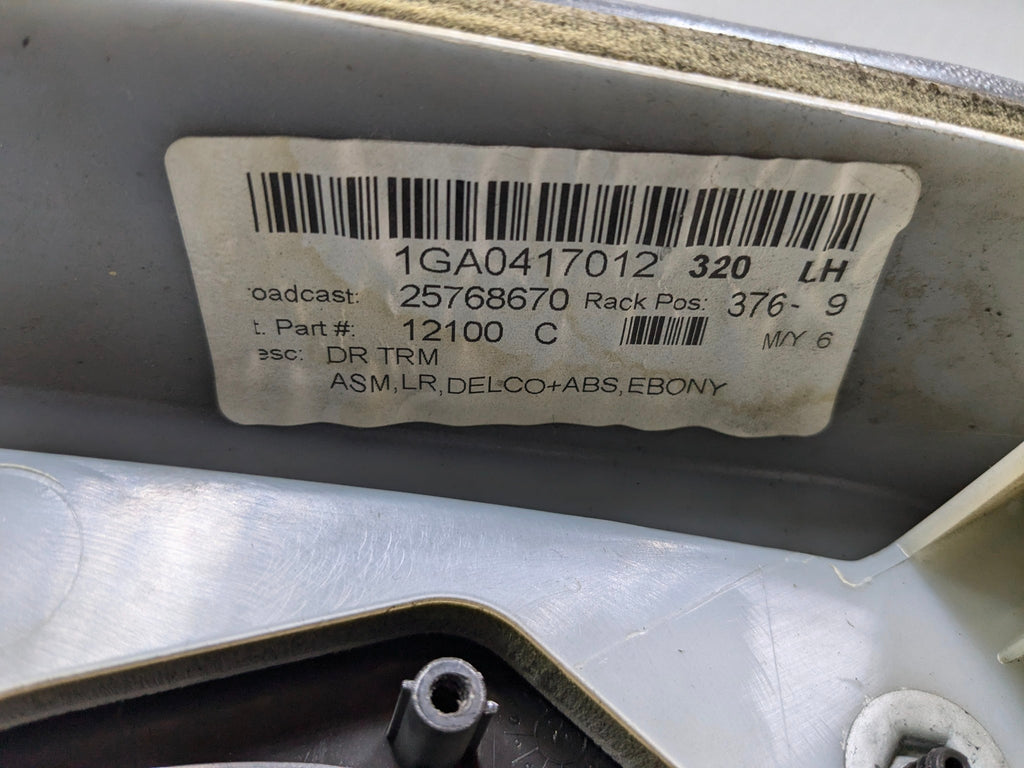 1GA0417012 320 LH
oadcast: 25768670 Rack Pos: 376- 9
t. Part #: 12100 C M/Y 6
esc: DR TRM
ASM,LR,DELCO+ABS,EBONY